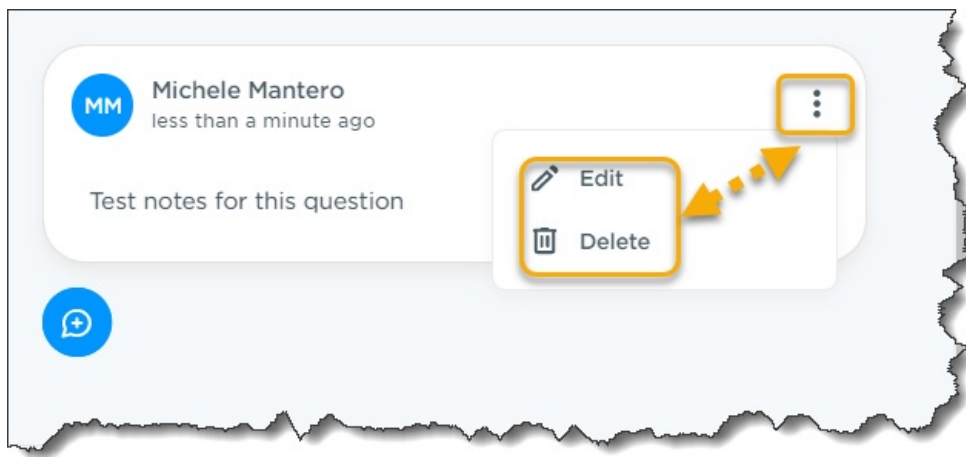 MM
Michele Mantero
less than a minute ago
Test notes for this question
Edit
Delete